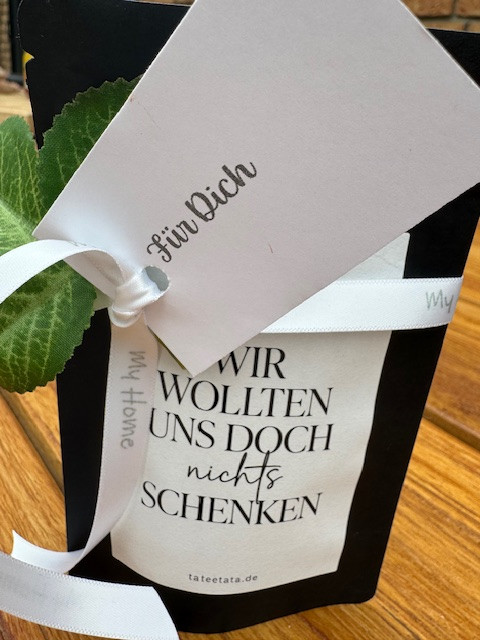 Für Dich
My
My Home
WIR
WOLLTEN
UNS DOCH
nichts
SCHENKEN
tateetata.de